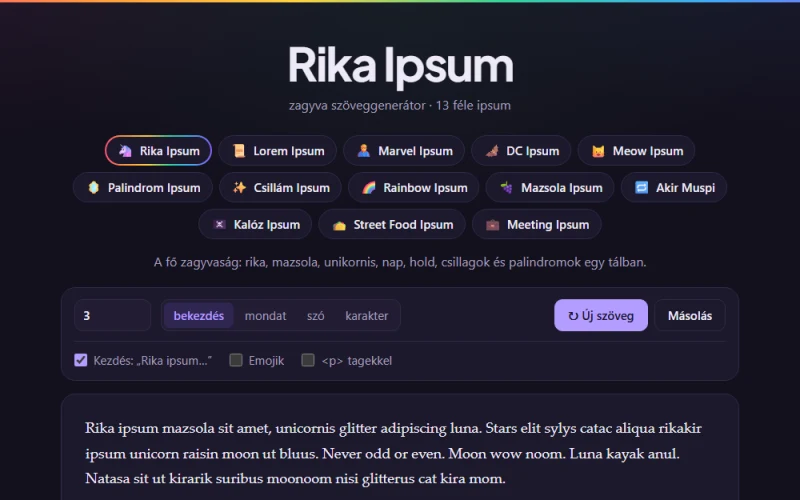 Rika Ipsum
zagyva szöveggenerátor · 13 féle ipsum
🦄 Rika Ipsum 📜 Lorem Ipsum 🦸 Marvel Ipsum 🦇 DC Ipsum 😺 Meow Ipsum
🪞 Palindrom Ipsum ✨ Csillám Ipsum 🌈 Rainbow Ipsum 🍇 Mazsola Ipsum 🔁 Akir Muspi
🏴‍☠️ Kalóz Ipsum 🌮 Street Food Ipsum 💼 Meeting Ipsum
A fő zagyvaság: rika, mazsola, unikornis, nap, hold, csillagok és palindromok egy tálban.
3 bekezdés mondat szó karakter ↻ Új szöveg Másolás
Kezdés: „Rika ipsum…” Emojik <p> tagekkel
Rika ipsum mazsola sit amet, unicornis glitter adipiscing luna. Stars elit sylys catac aliqua rikakir
ipsum unicorn raisin moon ut bluus. Never odd or even. Moon wow noom. Luna kayak anul.
Natasa sit ut kirarik suribus moonoom nisi glitterus cat kira mom.